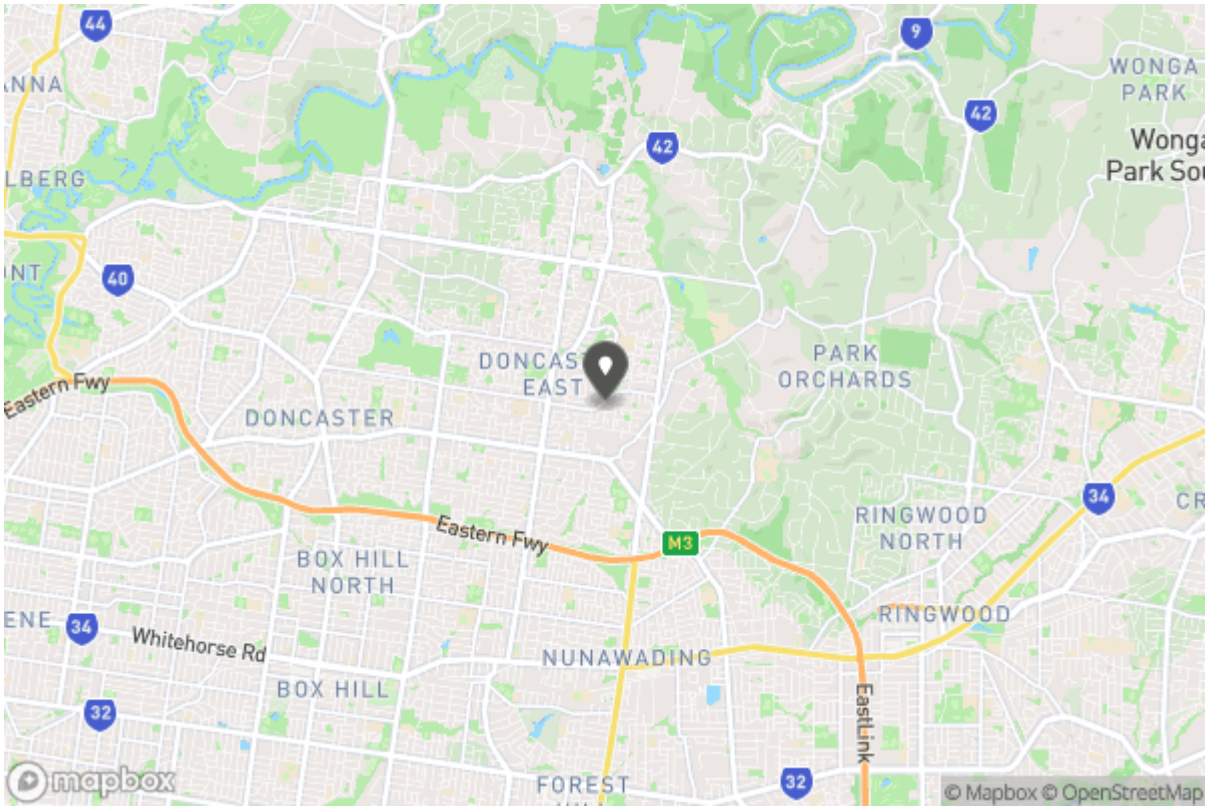 44
9
WONGA
PARK
ANNA
42
Wonga
42
Park Sou
LBERG
ONT
40
DONCAST
EAST
PARK
ORCHARDS
Eastern Fwy
DONCASTER
34
CR
RINGWOOD
NORTH
Eastern Fwy
M3
BOX HILL
NORTH
RINGWOOD
ENE
34
Whitehorse Rd
NUNAWADING
BOX HILL
EastLink
32
FOREST
32
mapbox
© Mapbox © OpenStreetMap